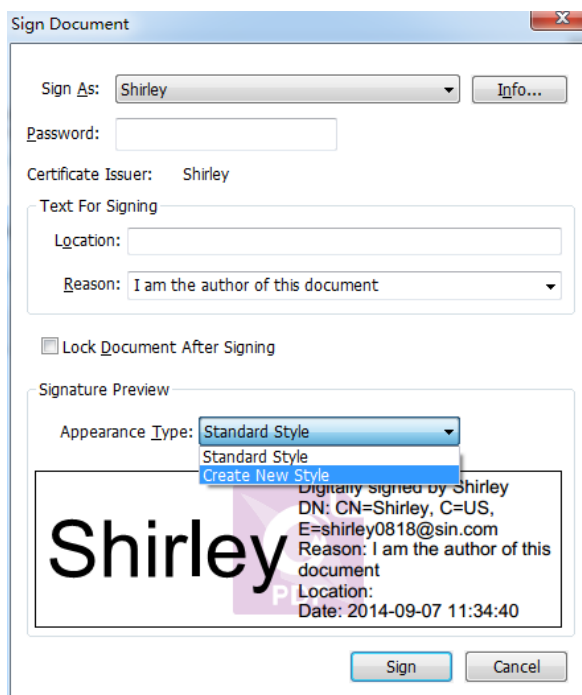 Sign Document
Sign As: Shirley Info...
Password:
Certificate Issuer: Shirley
Text For Signing
Location:
Reason: I am the author of this document
Lock Document After Signing
Signature Preview
Appearance Type: Standard Style
Standard Style
Create New Style
Shirley
Digitally signed by Shirley
DN: CN=Shirley, C=US,
E=shirley0818@sin.com
Reason: I am the author of this
document
Location:
Date: 2014-09-07 11:34:40
PDF
Sign Cancel